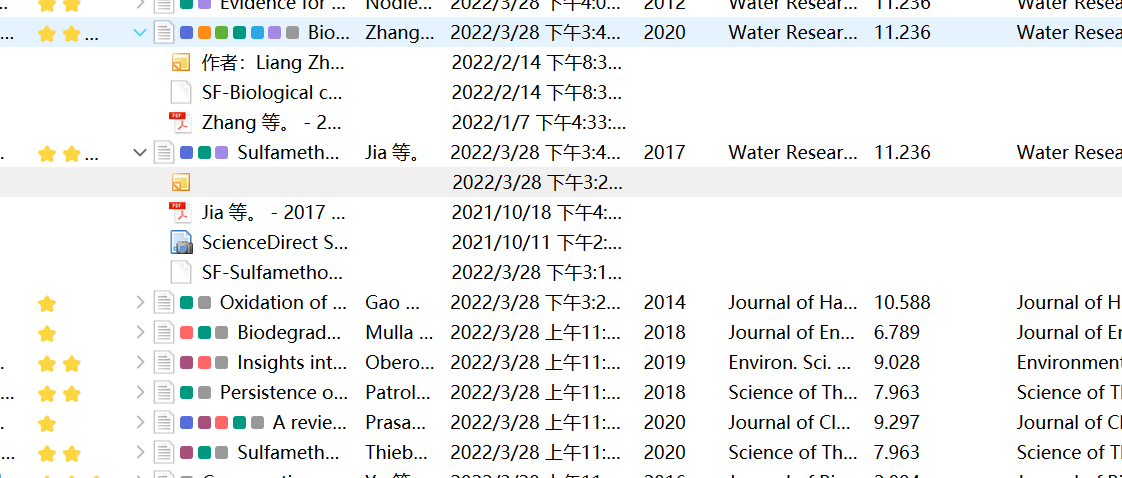 Evidence for ... Nodle... 2022/3/28 下午4:0... 2012 Water Resear... 11.236 Water Resea
... Bio... Zhang... 2022/3/28 下午3:4... 2020 Water Resear... 11.236 Water Resea
作者：Liang Zh... 2022/2/14 下午8:3...
SF-Biological c... 2022/2/14 下午8:3...
Zhang 等。 - 2... 2022/1/7 下午4:33:...
... Sulfameth... Jia 等。 2022/3/28 下午3:4... 2017 Water Resear... 11.236 Water Resea
2022/3/28 下午3:2...
Jia 等。 - 2017 ... 2021/10/18 下午4:...
ScienceDirect S... 2021/10/11 下午2:...
SF-Sulfametho... 2022/3/28 下午3:1...
Oxidation of ... Gao ... 2022/3/28 下午3:2... 2014 Journal of Ha... 10.588 Journal of H
Biodegrad... Mulla ... 2022/3/28 上午11:... 2018 Journal of En... 6.789 Journal of En
Insights int... Obero... 2022/3/28 上午11:... 2019 Environ. Sci. ... 9.028 Environment
Persistence o... Patrol... 2022/3/28 上午11:... 2018 Science of Th... 7.963 Science of Th
A revie... Prasa... 2022/3/28 上午11:... 2020 Journal of Cl... 9.297 Journal of Cl
Sulfameth... Thieb... 2022/3/28 上午11:... 2020 Science of Th... 7.963 Science of Th